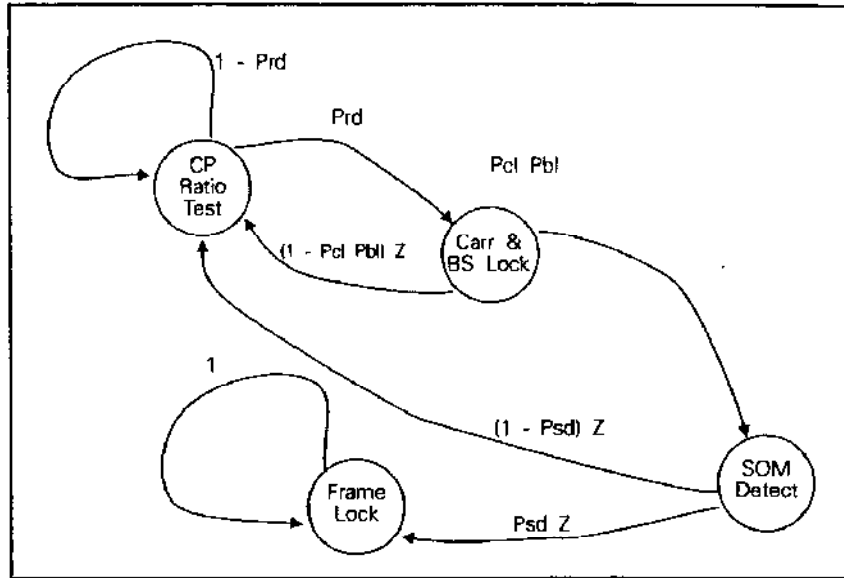 1 - Prd
Prd
CP
Ratio
Test
Pcl Pbl
(1 - Pcl Pbl) Z
Carr &
BS Lock
1
(1 - Psd) Z
SOM
Detect
Frame
Lock
Psd Z